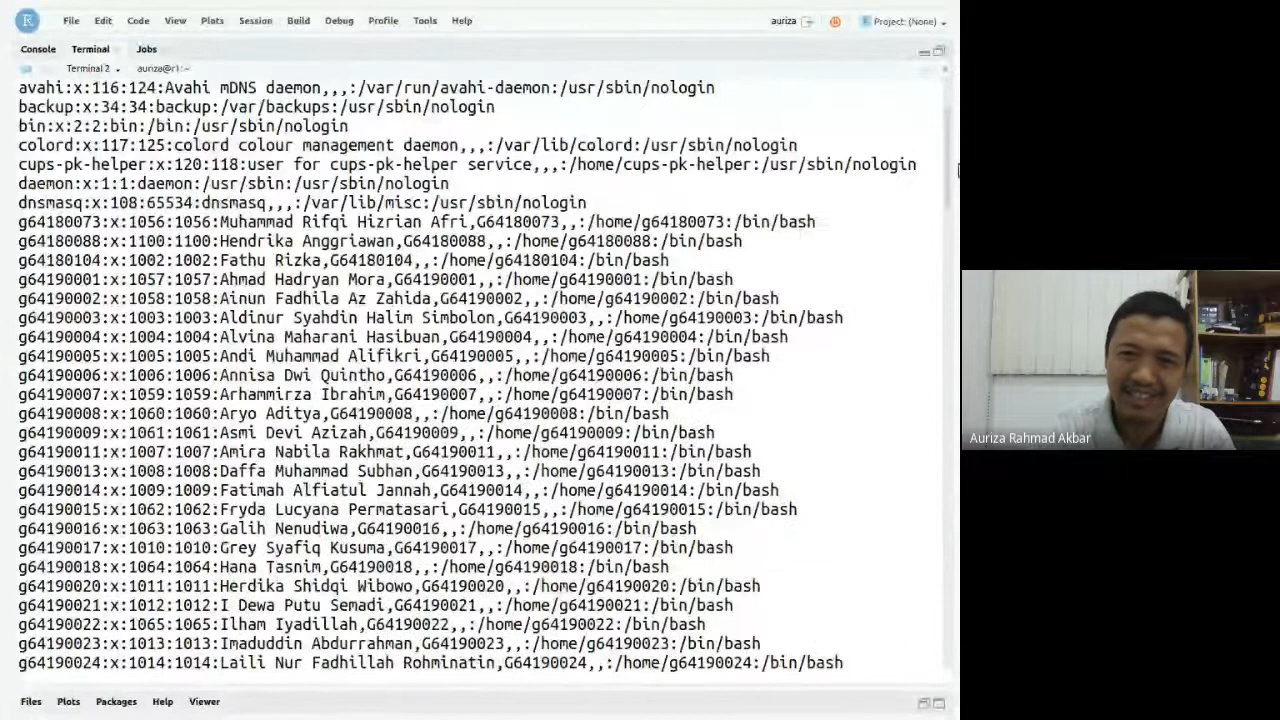 File Edit Code View Plots Session Build Debug Profile Tools Help auriza Project: (None)
Console Terminal Jobs
Terminal 2 auriza@r1:~
avahi:x:116:124:Avahi mDNS daemon,,,:/var/run/avahi-daemon:/usr/sbin/nologin
backup:x:34:34:backup:/var/backups:/usr/sbin/nologin
bin:x:2:2:bin:/bin:/usr/sbin/nologin
colord:x:117:125:colord colour management daemon,,,:/var/lib/colord:/usr/sbin/nologin
cups-pk-helper:x:120:118:user for cups-pk-helper service,,,:/home/cups-pk-helper:/usr/sbin/nologin
daemon:x:1:1:daemon:/usr/sbin:/usr/sbin/nologin
dnsmasq:x:108:65534:dnsmasq,,,:/var/lib/misc:/usr/sbin/nologin
g64180073:x:1056:1056:Muhammad Rifqi Hizrian Afri,G64180073,,:/home/g64180073:/bin/bash
g64180088:x:1100:1100:Hendrika Anggriawan,G64180088,,:/home/g64180088:/bin/bash
g64180104:x:1002:1002:Fathu Rizka,G64180104,,:/home/g64180104:/bin/bash
g64190001:x:1057:1057:Ahmad Hadryan Mora,G64190001,,:/home/g64190001:/bin/bash
g64190002:x:1058:1058:Ainun Fadhila Az Zahida,G64190002,,:/home/g64190002:/bin/bash
g64190003:x:1003:1003:Aldinur Syahdin Halim Simbolon,G64190003,,:/home/g64190003:/bin/bash
g64190004:x:1004:1004:Alvina Maharani Hasibuan,G64190004,,:/home/g64190004:/bin/bash
g64190005:x:1005:1005:Andi Muhammad Alifikri,G64190005,,:/home/g64190005:/bin/bash
g64190006:x:1006:1006:Annisa Dwi Quintho,G64190006,,:/home/g64190006:/bin/bash
g64190007:x:1059:1059:Arhammirza Ibrahim,G64190007,,:/home/g64190007:/bin/bash
g64190008:x:1060:1060:Aryo Aditya,G64190008,,:/home/g64190008:/bin/bash
g64190009:x:1061:1061:Asmi Devi Azizah,G64190009,,:/home/g64190009:/bin/bash
g64190011:x:1007:1007:Amira Nabila Rakhmat,G64190011,,:/home/g64190011:/bin/bash
g64190013:x:1008:1008:Daffa Muhammad Subhan,G64190013,,:/home/g64190013:/bin/bash
g64190014:x:1009:1009:Fatimah Alfiatul Jannah,G64190014,,:/home/g64190014:/bin/bash
g64190015:x:1062:1062:Fryda Lucyana Permatasari,G64190015,,:/home/g64190015:/bin/bash
g64190016:x:1063:1063:Galih Nenudiwa,G64190016,,:/home/g64190016:/bin/bash
g64190017:x:1010:1010:Grey Syafiq Kusuma,G64190017,,:/home/g64190017:/bin/bash
g64190018:x:1064:1064:Hana Tasnim,G64190018,,:/home/g64190018:/bin/bash
g64190020:x:1011:1011:Herdika Shidqi Wibowo,G64190020,,:/home/g64190020:/bin/bash
g64190021:x:1012:1012:I Dewa Putu Semadi,G64190021,,:/home/g64190021:/bin/bash
g64190022:x:1065:1065:Ilham Iyadillah,G64190022,,:/home/g64190022:/bin/bash
g64190023:x:1013:1013:Imaduddin Abdurrahman,G64190023,,:/home/g64190023:/bin/bash
g64190024:x:1014:1014:Laili Nur Fadhillah Rohminatin,G64190024,,:/home/g64190024:/bin/bash
Files Plots Packages Help Viewer
Auriza Rahmad Akbar